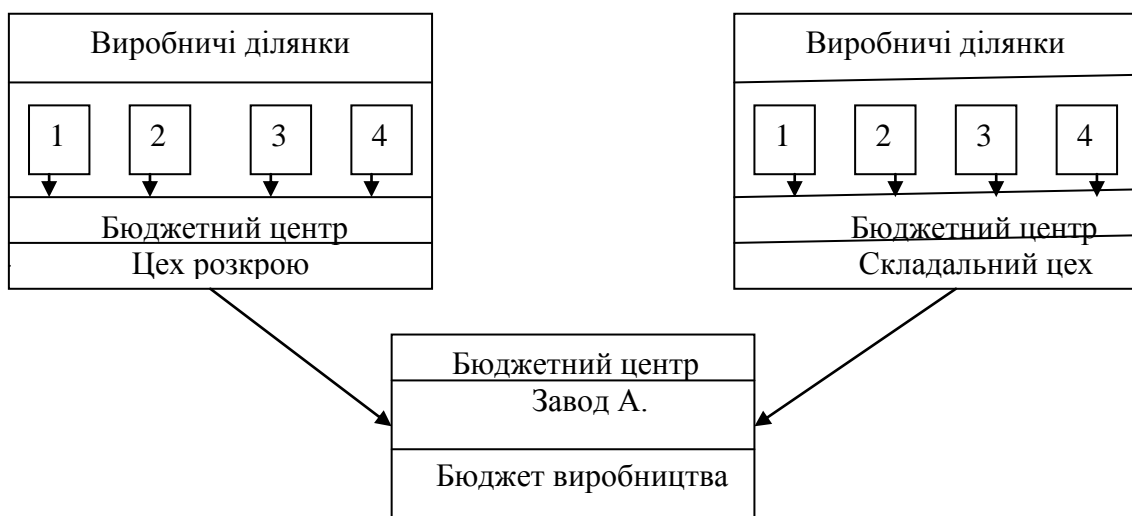 Виробничі ділянки
1 2 3 4
Бюджетний центр
Цех розкрою
Виробничі ділянки
1 2 3 4
Бюджетний центр
Складальний цех
Бюджетний центр
Завод А.
Бюджет виробництва